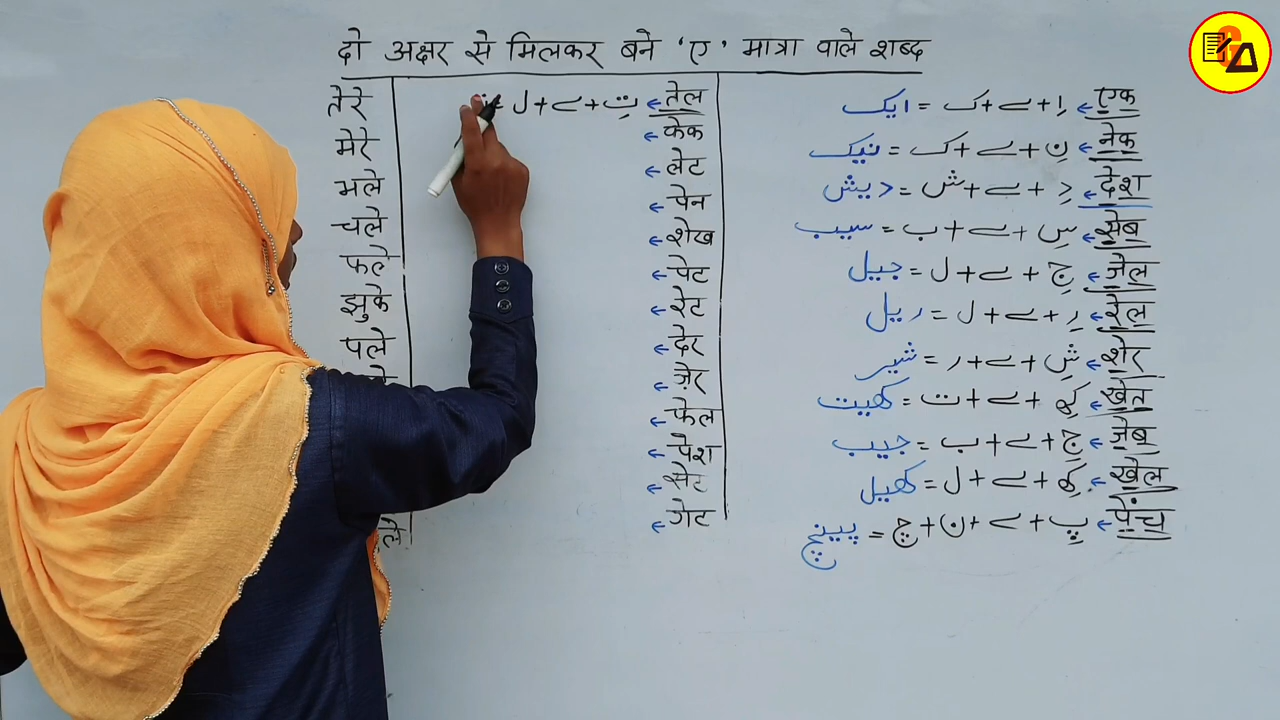 दो अक्षर से मिलकर बने 'ए' मात्रा वाले शब्द
एक ← اِ + ے + ک = ایک
नेक ← نِ + ے + ک = نیک
देश ← دِ + ے + ش = دیش
सेब ← سِ + ے + ب = سیب
जेल ← جِ + ے + ل = جیل
रेल ← رِ + ے + ل = ریل
शेर ← شِ + ے + ر = شیر
खेत ← کھِ + ے + ت = کھیت
जेब ← جِ + ے + ب = جیب
खेल ← کھِ + ے + ل = کھیل
पेंच ← پِ + ے + ن + چ = پینچ
तेल ← تِ + ے + ل =
केक ←
लेट ←
पेन ←
शेख ←
पेट ←
रेट ←
देर ←
ज़ेर ←
फेल ←
पेश ←
सेट ←
गेट ←
तेरे
मेरे
भले
चले
फले
झुके
पले